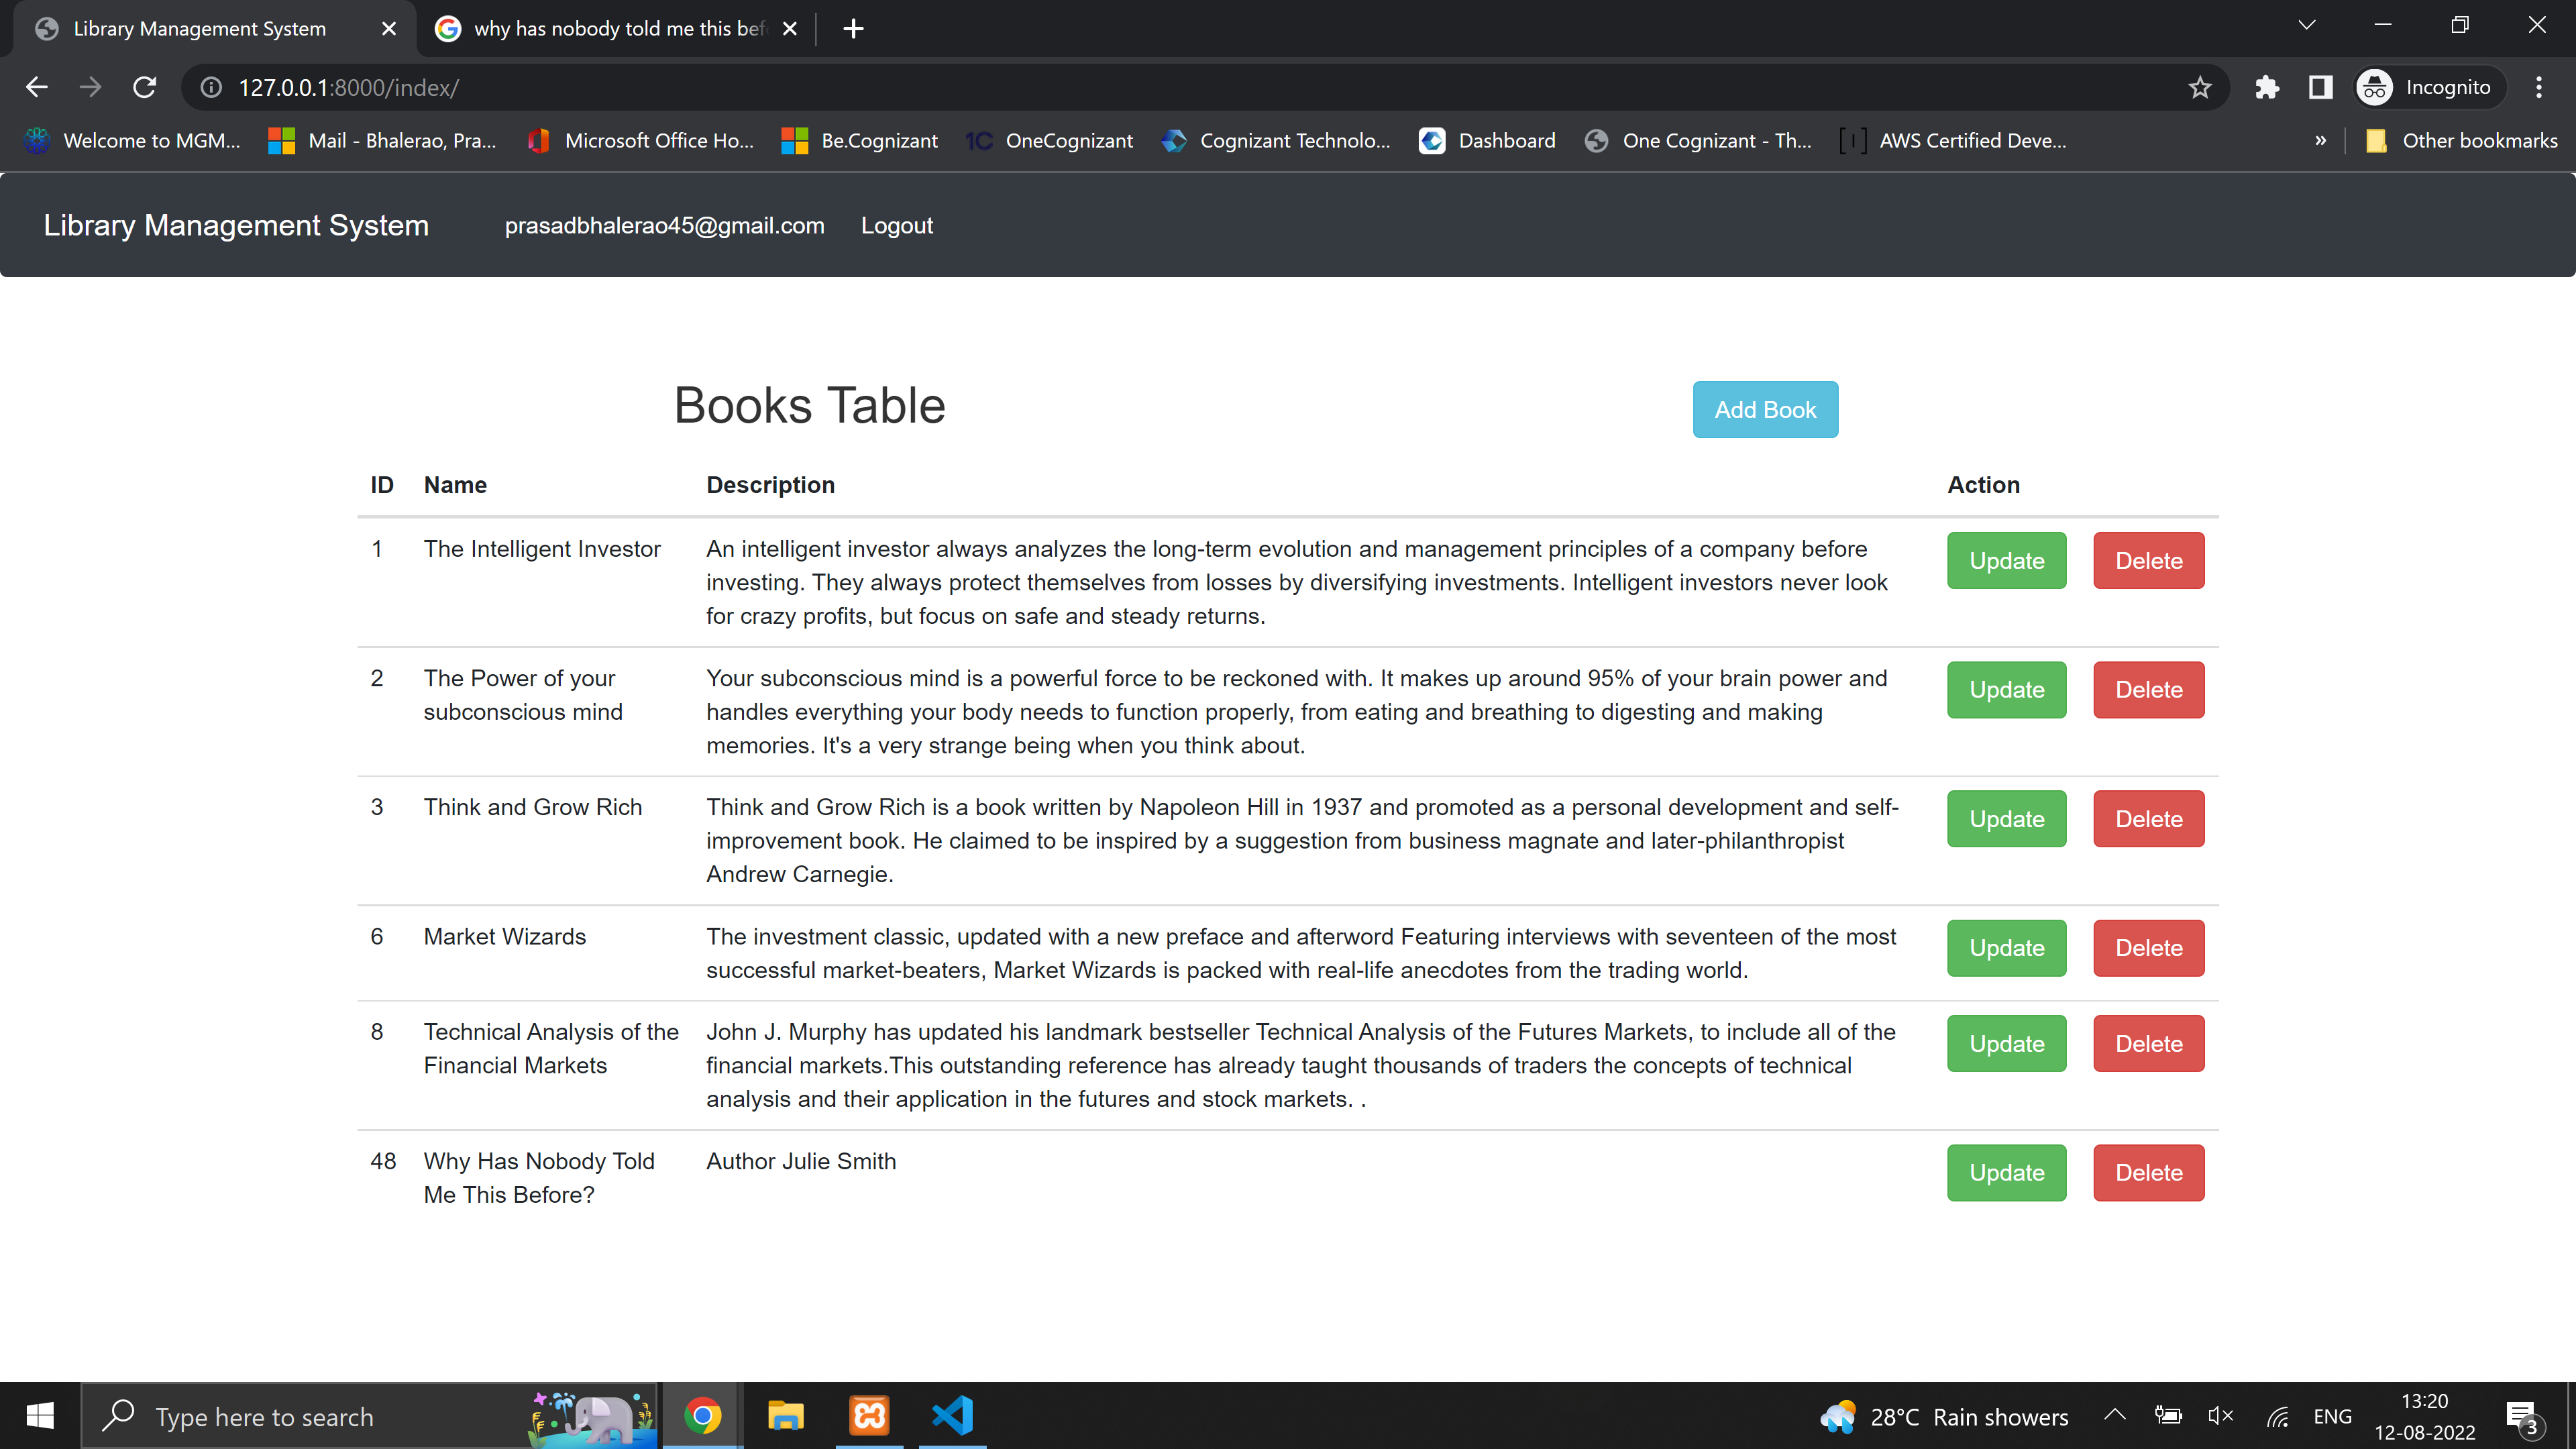 Library Management System
why has nobody told me this bef
127.0.0.1:8000/index/
Incognito
Welcome to MGM...
Mail - Bhalerao, Pra...
Microsoft Office Ho...
Be.Cognizant
1C OneCognizant
Cognizant Technolo...
Dashboard
One Cognizant - Th...
AWS Certified Deve...
»
Other bookmarks
Library Management System
prasadbhalerao45@gmail.com
Logout
Books Table
Add Book
ID Name Description Action
1 The Intelligent Investor An intelligent investor always analyzes the long-term evolution and management principles of a company before
investing. They always protect themselves from losses by diversifying investments. Intelligent investors never look
for crazy profits, but focus on safe and steady returns.
Update Delete
2 The Power of your
subconscious mind
Your subconscious mind is a powerful force to be reckoned with. It makes up around 95% of your brain power and
handles everything your body needs to function properly, from eating and breathing to digesting and making
memories. It's a very strange being when you think about.
Update Delete
3 Think and Grow Rich
Think and Grow Rich is a book written by Napoleon Hill in 1937 and promoted as a personal development and self-
improvement book. He claimed to be inspired by a suggestion from business magnate and later-philanthropist
Andrew Carnegie.
Update Delete
6 Market Wizards
The investment classic, updated with a new preface and afterword Featuring interviews with seventeen of the most
successful market-beaters, Market Wizards is packed with real-life anecdotes from the trading world.
Update Delete
8 Technical Analysis of the
Financial Markets
John J. Murphy has updated his landmark bestseller Technical Analysis of the Futures Markets, to include all of the
financial markets.This outstanding reference has already taught thousands of traders the concepts of technical
analysis and their application in the futures and stock markets. .
Update Delete
48 Why Has Nobody Told
Me This Before?
Author Julie Smith
Update Delete
Type here to search
28°C Rain showers
ENG
13:20
12-08-2022
3